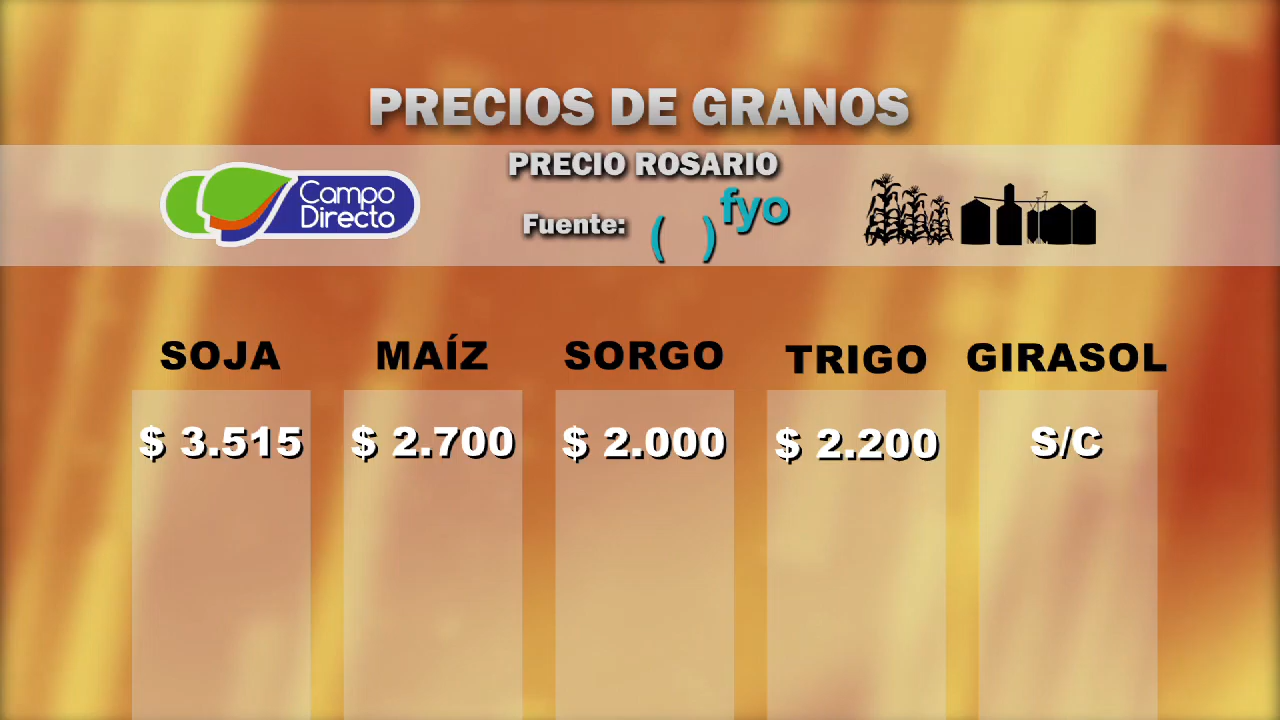 PRECIOS DE GRANOS
PRECIO ROSARIO
Campo
Directo
Fuente: ( ) fyo
SOJA MAÍZ SORGO TRIGO GIRASOL
$ 3.515 $ 2.700 $ 2.000 $ 2.200 S/C